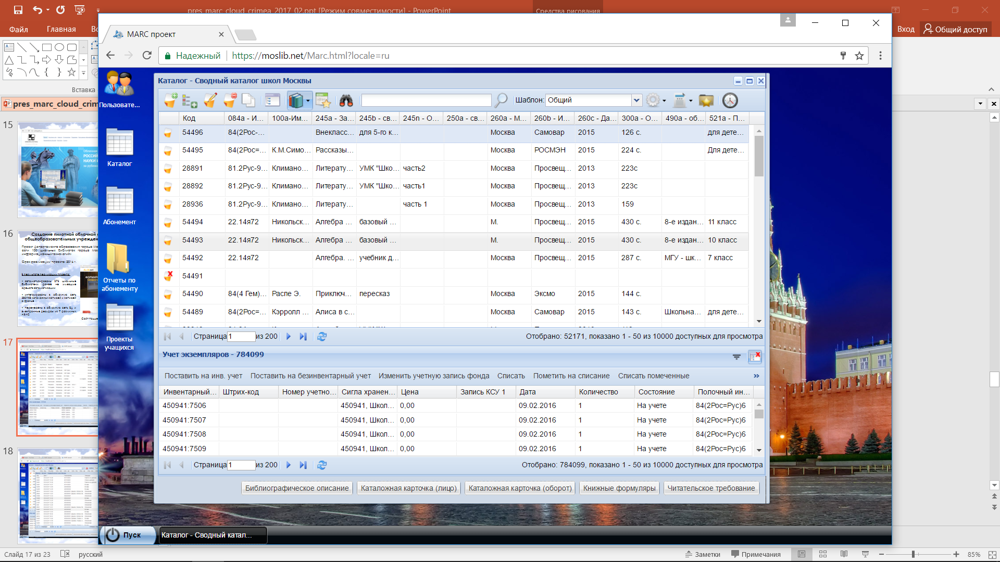 pres_marc_cloud_crimea_2017_02.ppt [Режим совместимости] - PowerPoint
Средства рисования
Файл
Главная
Вход
Общий доступ
Вставка
pres_marc_cloud_crim
MARC проект
Надежный
https://moslib.net/Marc.html?locale=ru
Пользовате...
Каталог
Абонемент
Отчеты по
абонементу
Проекты
учащихся
Каталог - Сводный каталог школ Москвы
Шаблон: Общий
Код 084a - И... 100a-Им... 245a - За... 245b - св... 245n - О... 250a - св... 260a - М... 260b - И... 260c - Да... 300a - О... 490a - об... 521a - П...
54496 84(2Рос-... Внекласс... для 5-го к... Москва Самовар 2015 126 с. для дете...
54495 84(2Рос=... К.М.Симо... Рассказы... Москва РОСМЭН 2015 224 с. Для дете...
28891 81.2Рус-9... Климано... Литерату... УМК "Шко... часть2 Москва Просвещ... 2013 223с
28892 81.2Рус-9... Климано... Литерату... УМК "Шко... часть1 Москва Просвещ... 2013 223с
28936 81.2Рус-9... Климано... Литерату... часть 1 Москва Просвещ... 2013 159
54494 22.14я72 Никольск... Алгебра ... базовый ... М. Просвещ... 2015 430 с. 8-е издан... 11 класс
54493 22.14я72 Никольск... Алгебра ... базовый ... М. Просвещ... 2015 430 с. 8-е издан... 10 класс
54492 22.14я72 Алгебра. ... учебник д... Москва Просвещ... 2015 287 с. МГУ - шк... 7 класс
54491
54490 84(4 Гем)... Распе Э. Приключ... пересказ Москва Эксмо 2015 144 с.
54489 84(2Рос=... Кэрролл ... Алиса в с... Москва Самовар 2015 143 с. Школьна... для дете...
Страница 1 из 200
Отобрано: 52171, показано 1 - 50 из 10000 доступных для просмотра
Учет экземпляров - 784099
Поставить на инв. учет Поставить на безинвентарный учет Изменить учетную запись фонда Списать Пометить на списание Списать помеченные »
Инвентарный... Штрих-код Номер учетно... Сигла хранен... Цена Запись КСУ 1 Дата Количество Состояние Полочный ин...
450941:7506 450941, Школ... 0,00 09.02.2016 1 На учете 84(2Рос=Рус)6
450941:7507 450941, Школ... 0,00 09.02.2016 1 На учете 84(2Рос=Рус)6
450941:7508 450941, Школ... 0,00 09.02.2016 1 На учете 84(2Рос=Рус)6
450941:7509 450941, Школ... 0,00 09.02.2016 1 На учете 84(2Рос=Рус)6
Страница 1 из 200
Отобрано: 784099, показано 1 - 50 из 10000 доступных для просмотра
Библиографическое описание
Каталожная карточка (лицо)
Каталожная карточка (оборот)
Книжные формуляры
Читательское требование
Пуск
Каталог - Сводный катал...
15
16
Создание пилотной облачной
общеобразовательных учрежден
17
18
Слайд 17 из 23
русский
Заметки
Примечания
85%